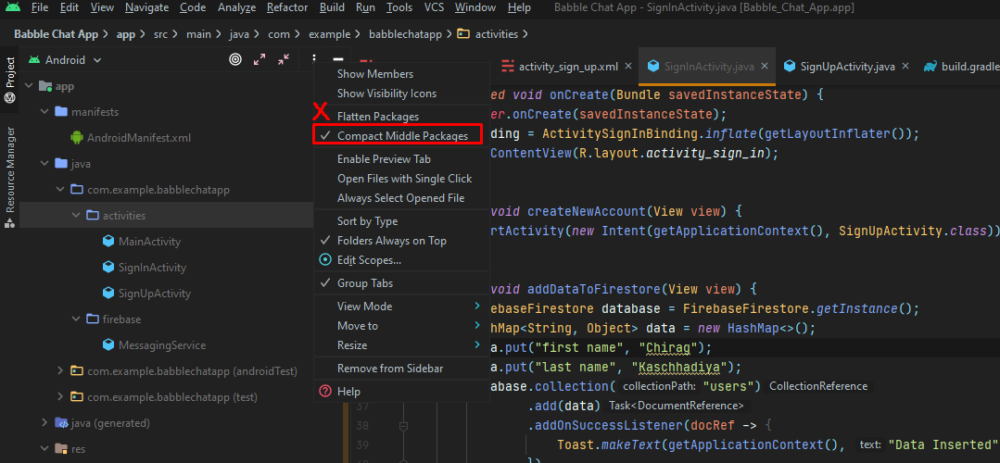 File Edit View Navigate Code Analyze Refactor Build Run Tools VCS Window Help Babble Chat App - SignInActivity.java [Babble_Chat_App.app]
Babble Chat App > app > src > main > java > com > example > babblechatapp > activities >
Project
Resource Manager
Android
app
manifests
AndroidManifest.xml
java
com.example.babblechatapp
activities
MainActivity
SignInActivity
SignUpActivity
firebase
MessagingService
com.example.babblechatapp (androidTest)
com.example.babblechatapp (test)
java (generated)
res
Show Members
Show Visibility Icons
X Flatten Packages
✓ Compact Middle Packages
Enable Preview Tab
Open Files with Single Click
Always Select Opened File
Sort by Type
✓ Folders Always on Top
Edit Scopes...
✓ Group Tabs
View Mode >
Move to >
Resize >
Remove from Sidebar
? Help
activity_sign_up.xml × SignInActivity.java × SignUpActivity.java × build.gradle
ed void onCreate(Bundle savedInstanceState) {
er.onCreate(savedInstanceState);
ding = ActivitySignInBinding.inflate(getLayoutInflater());
ContentView(R.layout.activity_sign_in);
void createNewAccount(View view) {
rtActivity(new Intent(getApplicationContext(), SignUpActivity.class))
void addDataToFirestore(View view) {
ebaseFirestore database = FirebaseFirestore.getInstance();
hMap<String, Object> data = new HashMap<>();
a.put("first name", "Chirag");
a.put("last name", "Kaschhadiya");
abase.collection( collectionPath: "users") CollectionReference
37 .add(data) Task<DocumentReference>
38 .addOnSuccessListener(docRef -> {
39 Toast.makeText(getApplicationContext(), text: "Data Inserted"
40 })